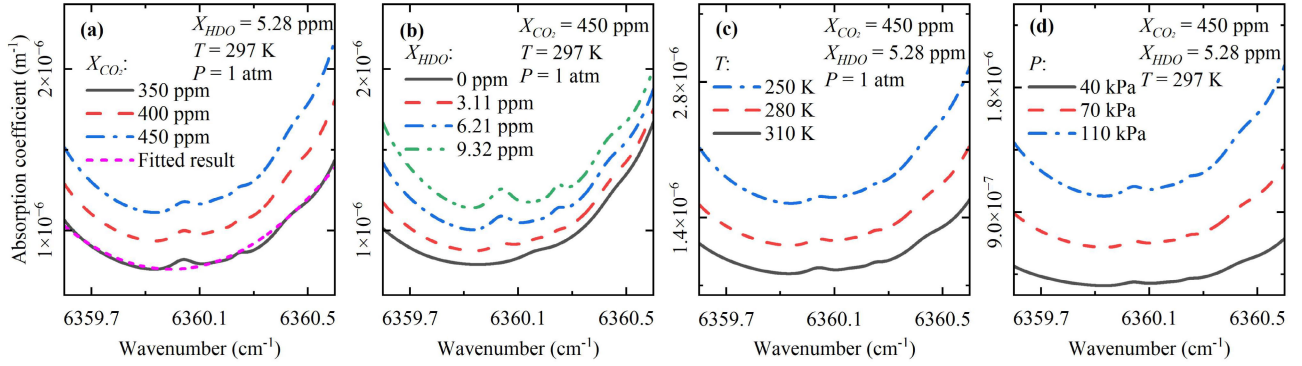 Absorption coefficient (m⁻¹)
(a)
X_HDO = 5.28 ppm
T = 297 K
P = 1 atm
X_CO₂:
350 ppm
400 ppm
450 ppm
Fitted result
2×10⁻⁶
1×10⁻⁶
6359.7 6360.1 6360.5
Wavenumber (cm⁻¹)
(b)
X_CO₂ = 450 ppm
T = 297 K
P = 1 atm
X_HDO:
0 ppm
3.11 ppm
6.21 ppm
9.32 ppm
2×10⁻⁶
1×10⁻⁶
6359.7 6360.1 6360.5
Wavenumber (cm⁻¹)
(c)
X_CO₂ = 450 ppm
X_HDO = 5.28 ppm
P = 1 atm
T:
250 K
280 K
310 K
2.8×10⁻⁶
1.4×10⁻⁶
6359.7 6360.1 6360.5
Wavenumber (cm⁻¹)
(d)
X_CO₂ = 450 ppm
X_HDO = 5.28 ppm
T = 297 K
P:
40 kPa
70 kPa
110 kPa
1.8×10⁻⁶
9.0×10⁻⁷
6359.7 6360.1 6360.5
Wavenumber (cm⁻¹)